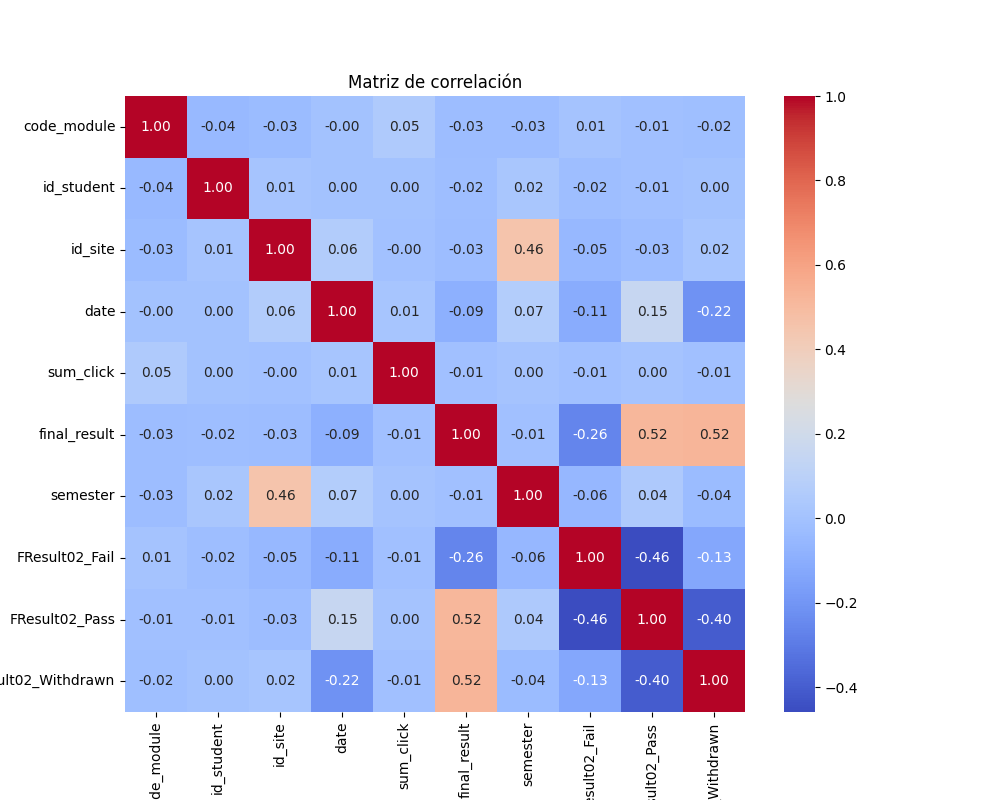 Matriz de correlación
code_module 1.00 -0.04 -0.03 -0.00 0.05 -0.03 -0.03 0.01 -0.01 -0.02
id_student -0.04 1.00 0.01 0.00 0.00 -0.02 0.02 -0.02 -0.01 0.00
id_site -0.03 0.01 1.00 0.06 -0.00 -0.03 0.46 -0.05 -0.03 0.02
date -0.00 0.00 0.06 1.00 0.01 -0.09 0.07 -0.11 0.15 -0.22
sum_click 0.05 0.00 -0.00 0.01 1.00 -0.01 0.00 -0.01 0.00 -0.01
final_result -0.03 -0.02 -0.03 -0.09 -0.01 1.00 -0.01 -0.26 0.52 0.52
semester -0.03 0.02 0.46 0.07 0.00 -0.01 1.00 -0.06 0.04 -0.04
FResult02_Fail 0.01 -0.02 -0.05 -0.11 -0.01 -0.26 -0.06 1.00 -0.46 -0.13
FResult02_Pass -0.01 -0.01 -0.03 0.15 0.00 0.52 0.04 -0.46 1.00 -0.40
ult02_Withdrawn -0.02 0.00 0.02 -0.22 -0.01 0.52 -0.04 -0.13 -0.40 1.00
de_module id_student id_site date sum_click final_result semester esult02_Fail sult02_Pass Withdrawn
1.0
0.8
0.6
0.4
0.2
0.0
−0.2
−0.4